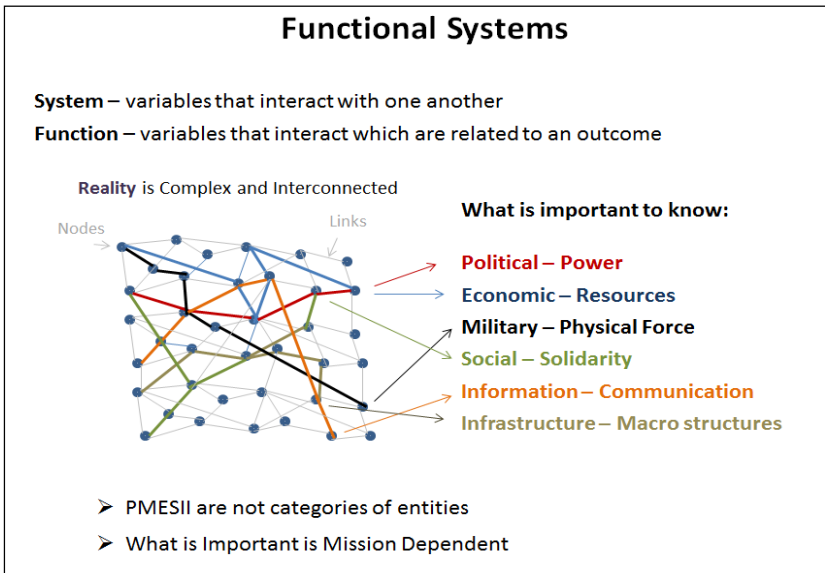 Functional Systems
System – variables that interact with one another
Function – variables that interact which are related to an outcome
Reality is Complex and Interconnected
Nodes
Links
What is important to know:
Political – Power
Economic – Resources
Military – Physical Force
Social – Solidarity
Information – Communication
Infrastructure – Macro structures
➢ PMESII are not categories of entities
➢ What is Important is Mission Dependent